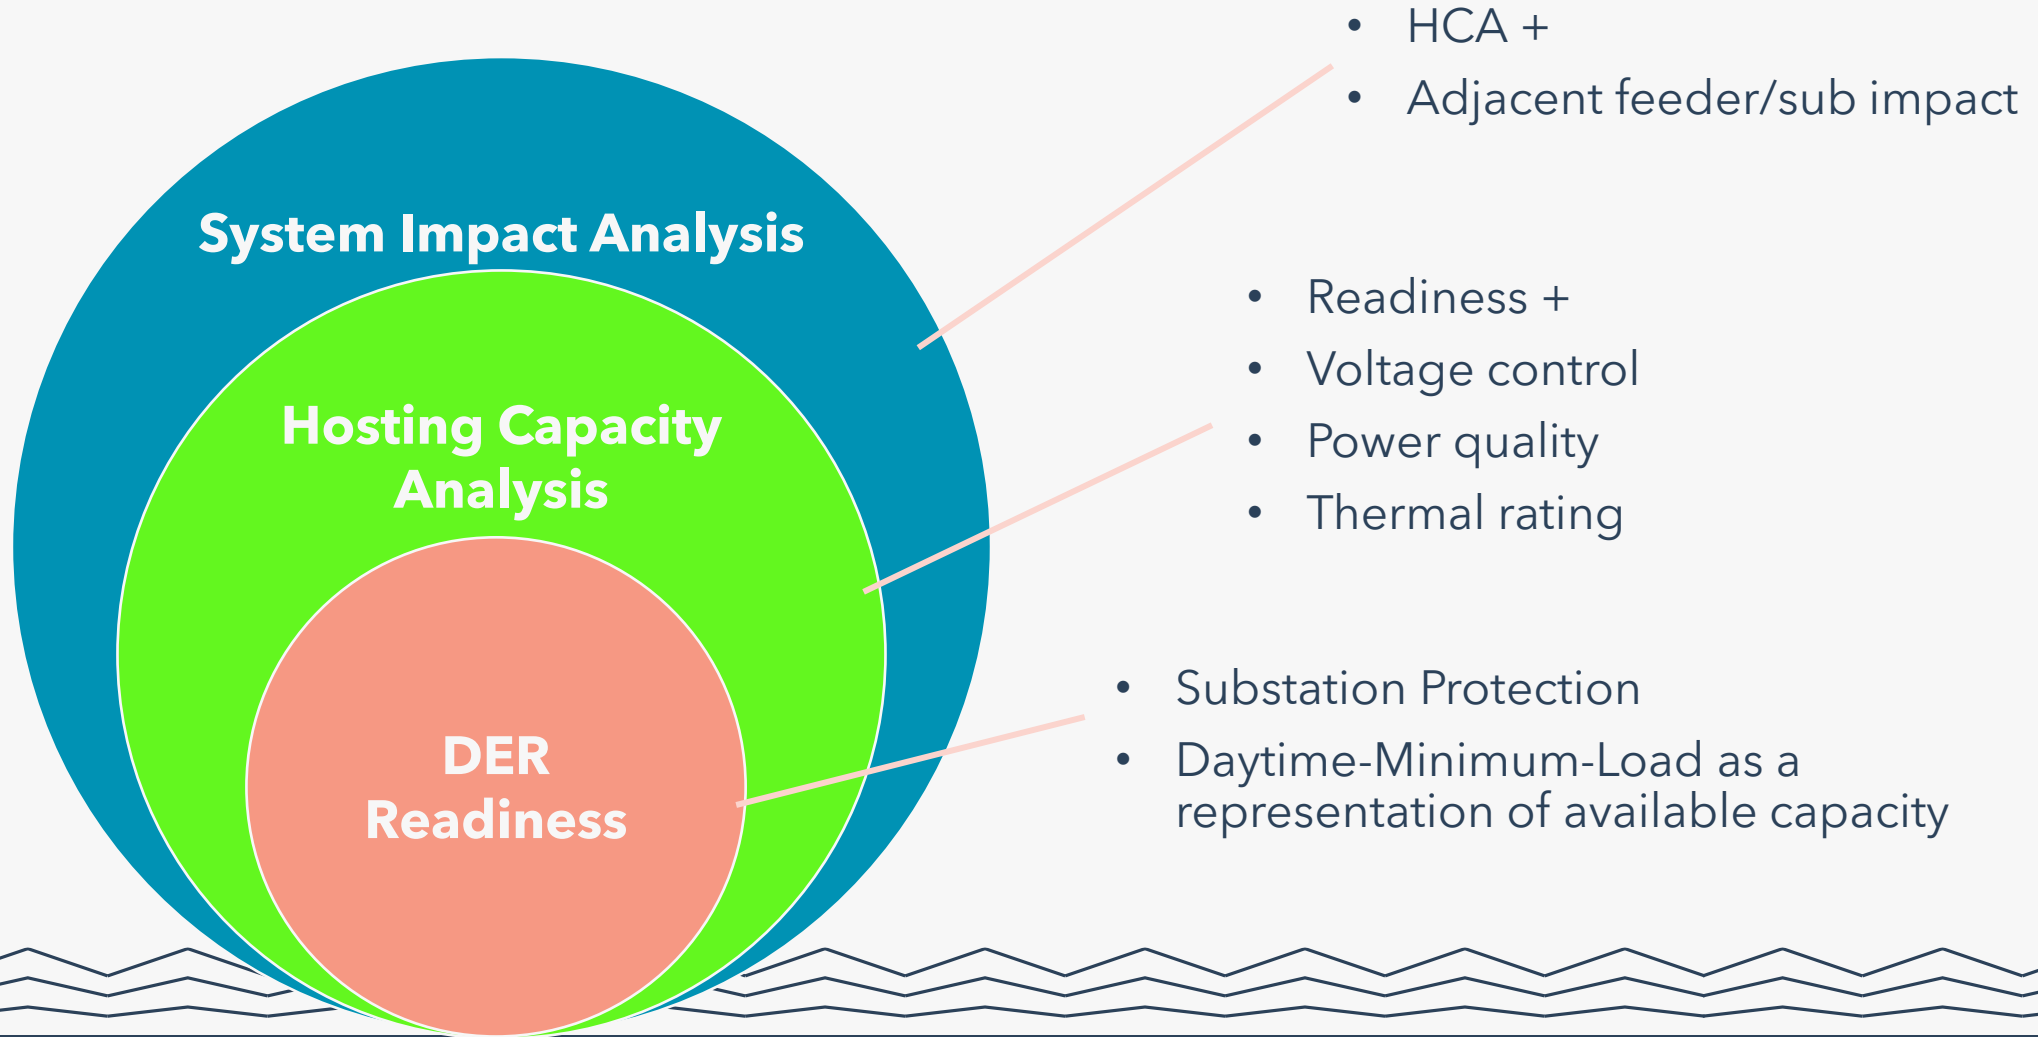 • HCA +
• Adjacent feeder/sub impact
System Impact Analysis
• Readiness +
• Voltage control
• Power quality
• Thermal rating
Hosting Capacity
Analysis
• Substation Protection
• Daytime-Minimum-Load as a
representation of available capacity
DER
Readiness